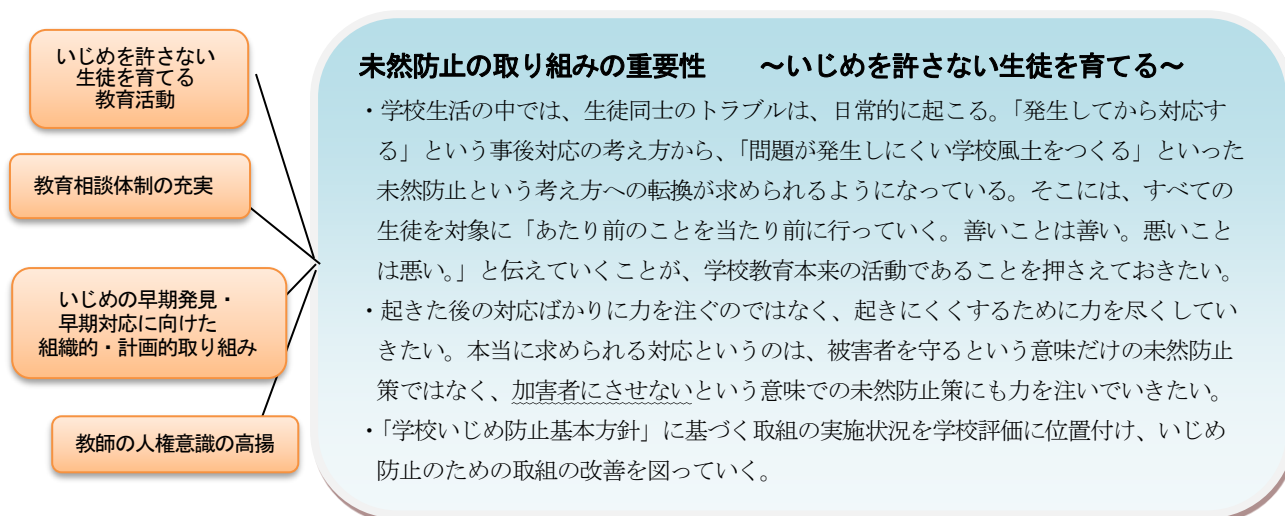 いじめを許さない
生徒を育てる
教育活動
教育相談体制の充実
いじめの早期発見・
早期対応に向けた
組織的・計画的取り組み
教師の人権意識の高揚
未然防止の取り組みの重要性　　～いじめを許さない生徒を育てる～
・学校生活の中では、生徒同士のトラブルは、日常的に起こる。「発生してから対応す
る」という事後対応の考え方から、「問題が発生しにくい学校風土をつくる」といった
未然防止という考え方への転換が求められるようになっている。そこには、すべての
生徒を対象に「あたり前のことを当たり前に行っていく。善いことは善い。悪いこと
は悪い。」と伝えていくことが、学校教育本来の活動であることを押さえておきたい。
・起きた後の対応ばかりに力を注ぐのではなく、起きにくくするために力を尽くしてい
きたい。本当に求められる対応というのは、被害者を守るという意味だけの未然防止
策ではなく、加害者にさせないという意味での未然防止策にも力を注いでいきたい。
・「学校いじめ防止基本方針」に基づく取組の実施状況を学校評価に位置付け、いじめ
防止のための取組の改善を図っていく。